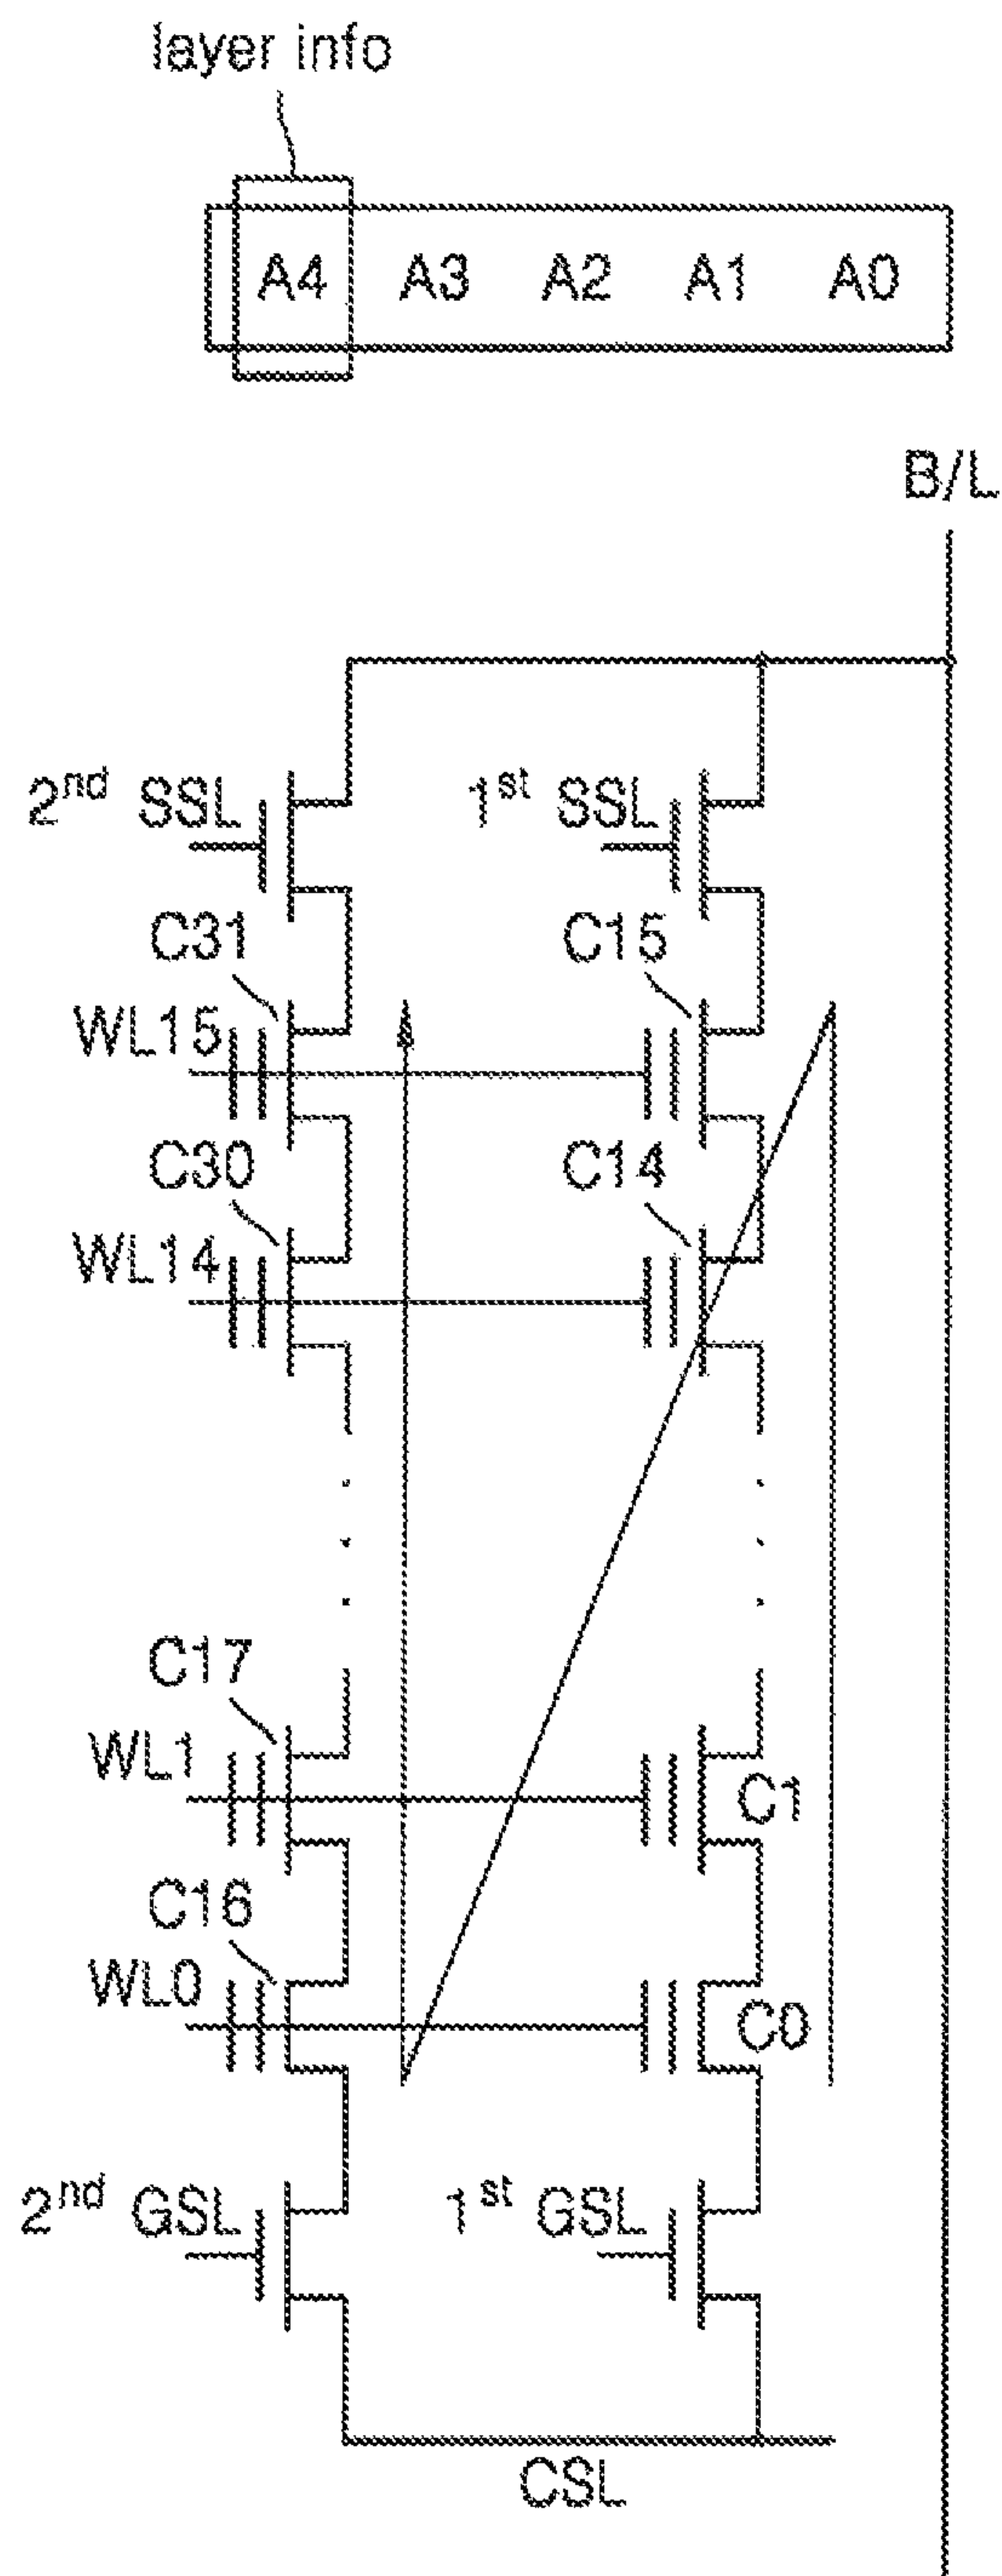 layer info
A4 A3 A2 A1 A0
B/L
2nd SSL 1st SSL
C31 C15
WL15
C30 C14
WL14
C17
WL1 C1
C16
WL0 C0
2nd GSL 1st GSL
CSL